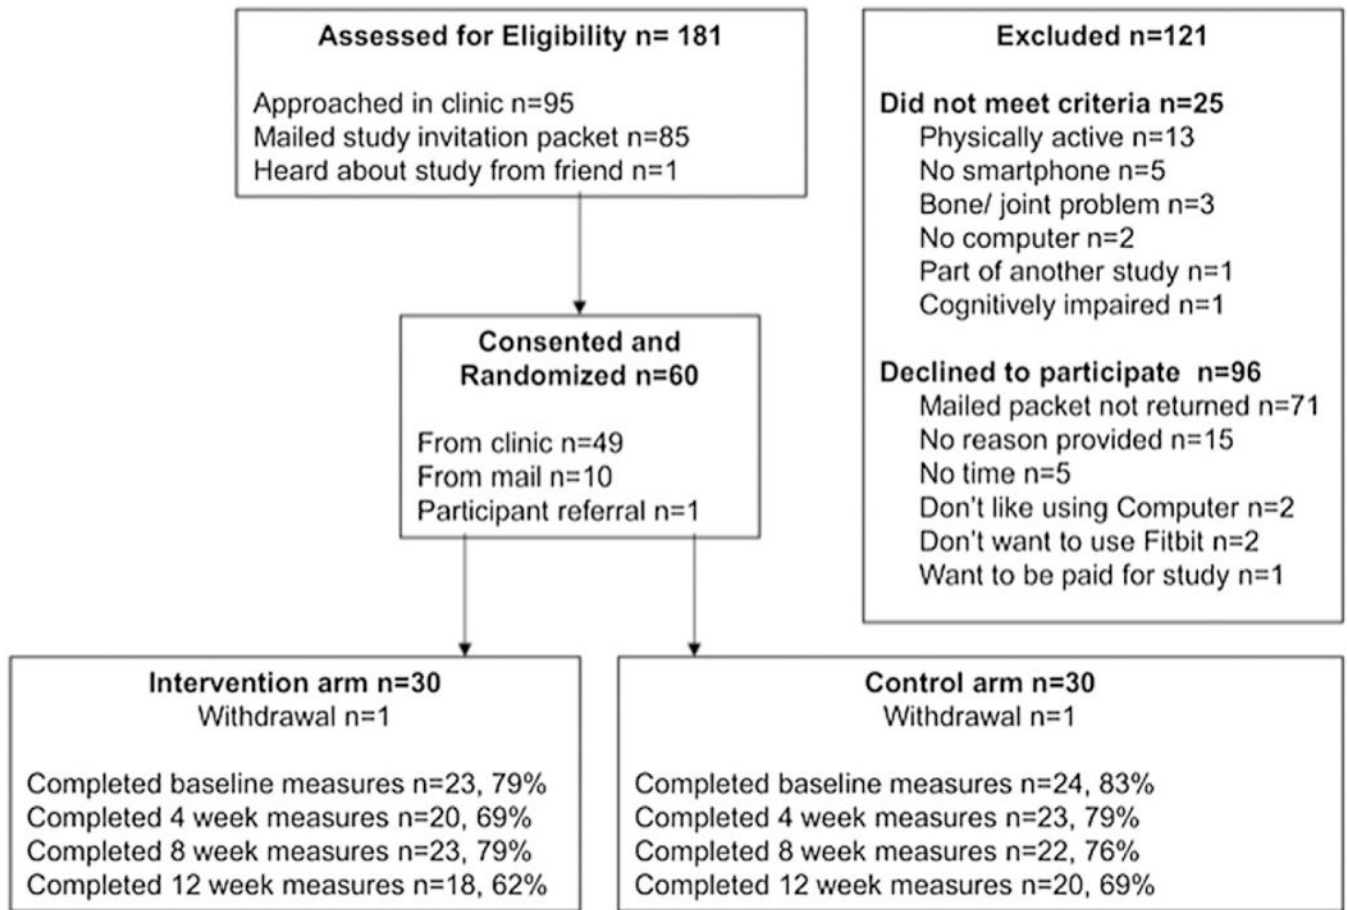 Assessed for Eligibility n= 181
Approached in clinic n=95
Mailed study invitation packet n=85
Heard about study from friend n=1
Excluded n=121
Did not meet criteria n=25
Physically active n=13
No smartphone n=5
Bone/ joint problem n=3
No computer n=2
Part of another study n=1
Cognitively impaired n=1
Declined to participate n=96
Mailed packet not returned n=71
No reason provided n=15
No time n=5
Don't like using Computer n=2
Don't want to use Fitbit n=2
Want to be paid for study n=1
Consented and
Randomized n=60
From clinic n=49
From mail n=10
Participant referral n=1
Intervention arm n=30
Withdrawal n=1
Completed baseline measures n=23, 79%
Completed 4 week measures n=20, 69%
Completed 8 week measures n=23, 79%
Completed 12 week measures n=18, 62%
Control arm n=30
Withdrawal n=1
Completed baseline measures n=24, 83%
Completed 4 week measures n=23, 79%
Completed 8 week measures n=22, 76%
Completed 12 week measures n=20, 69%